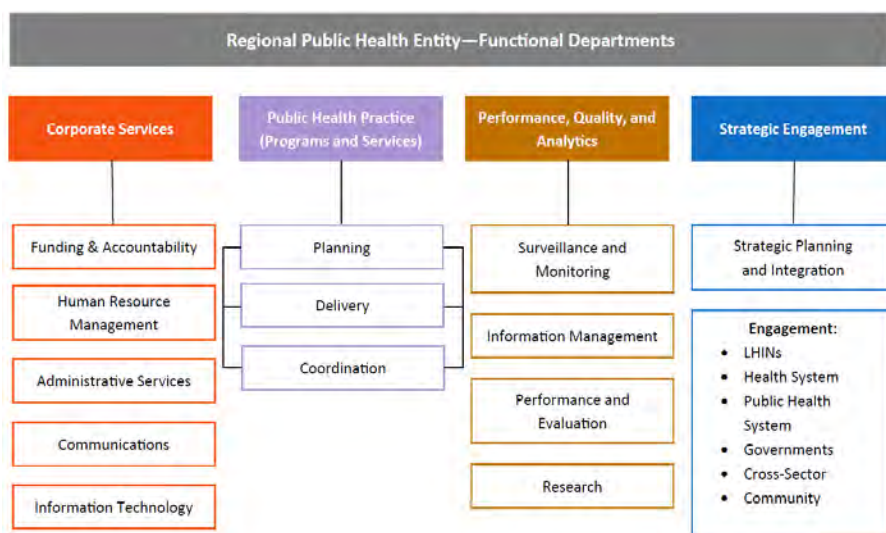 Regional Public Health Entity—Functional Departments
Corporate Services
Public Health Practice
(Programs and Services)
Performance, Quality, and
Analytics
Strategic Engagement
Funding & Accountability
Human Resource
Management
Administrative Services
Communications
Information Technology
Planning
Delivery
Coordination
Surveillance and
Monitoring
Information Management
Performance and
Evaluation
Research
Strategic Planning
and Integration
Engagement:
• LHINs
• Health System
• Public Health
System
• Governments
• Cross-Sector
• Community